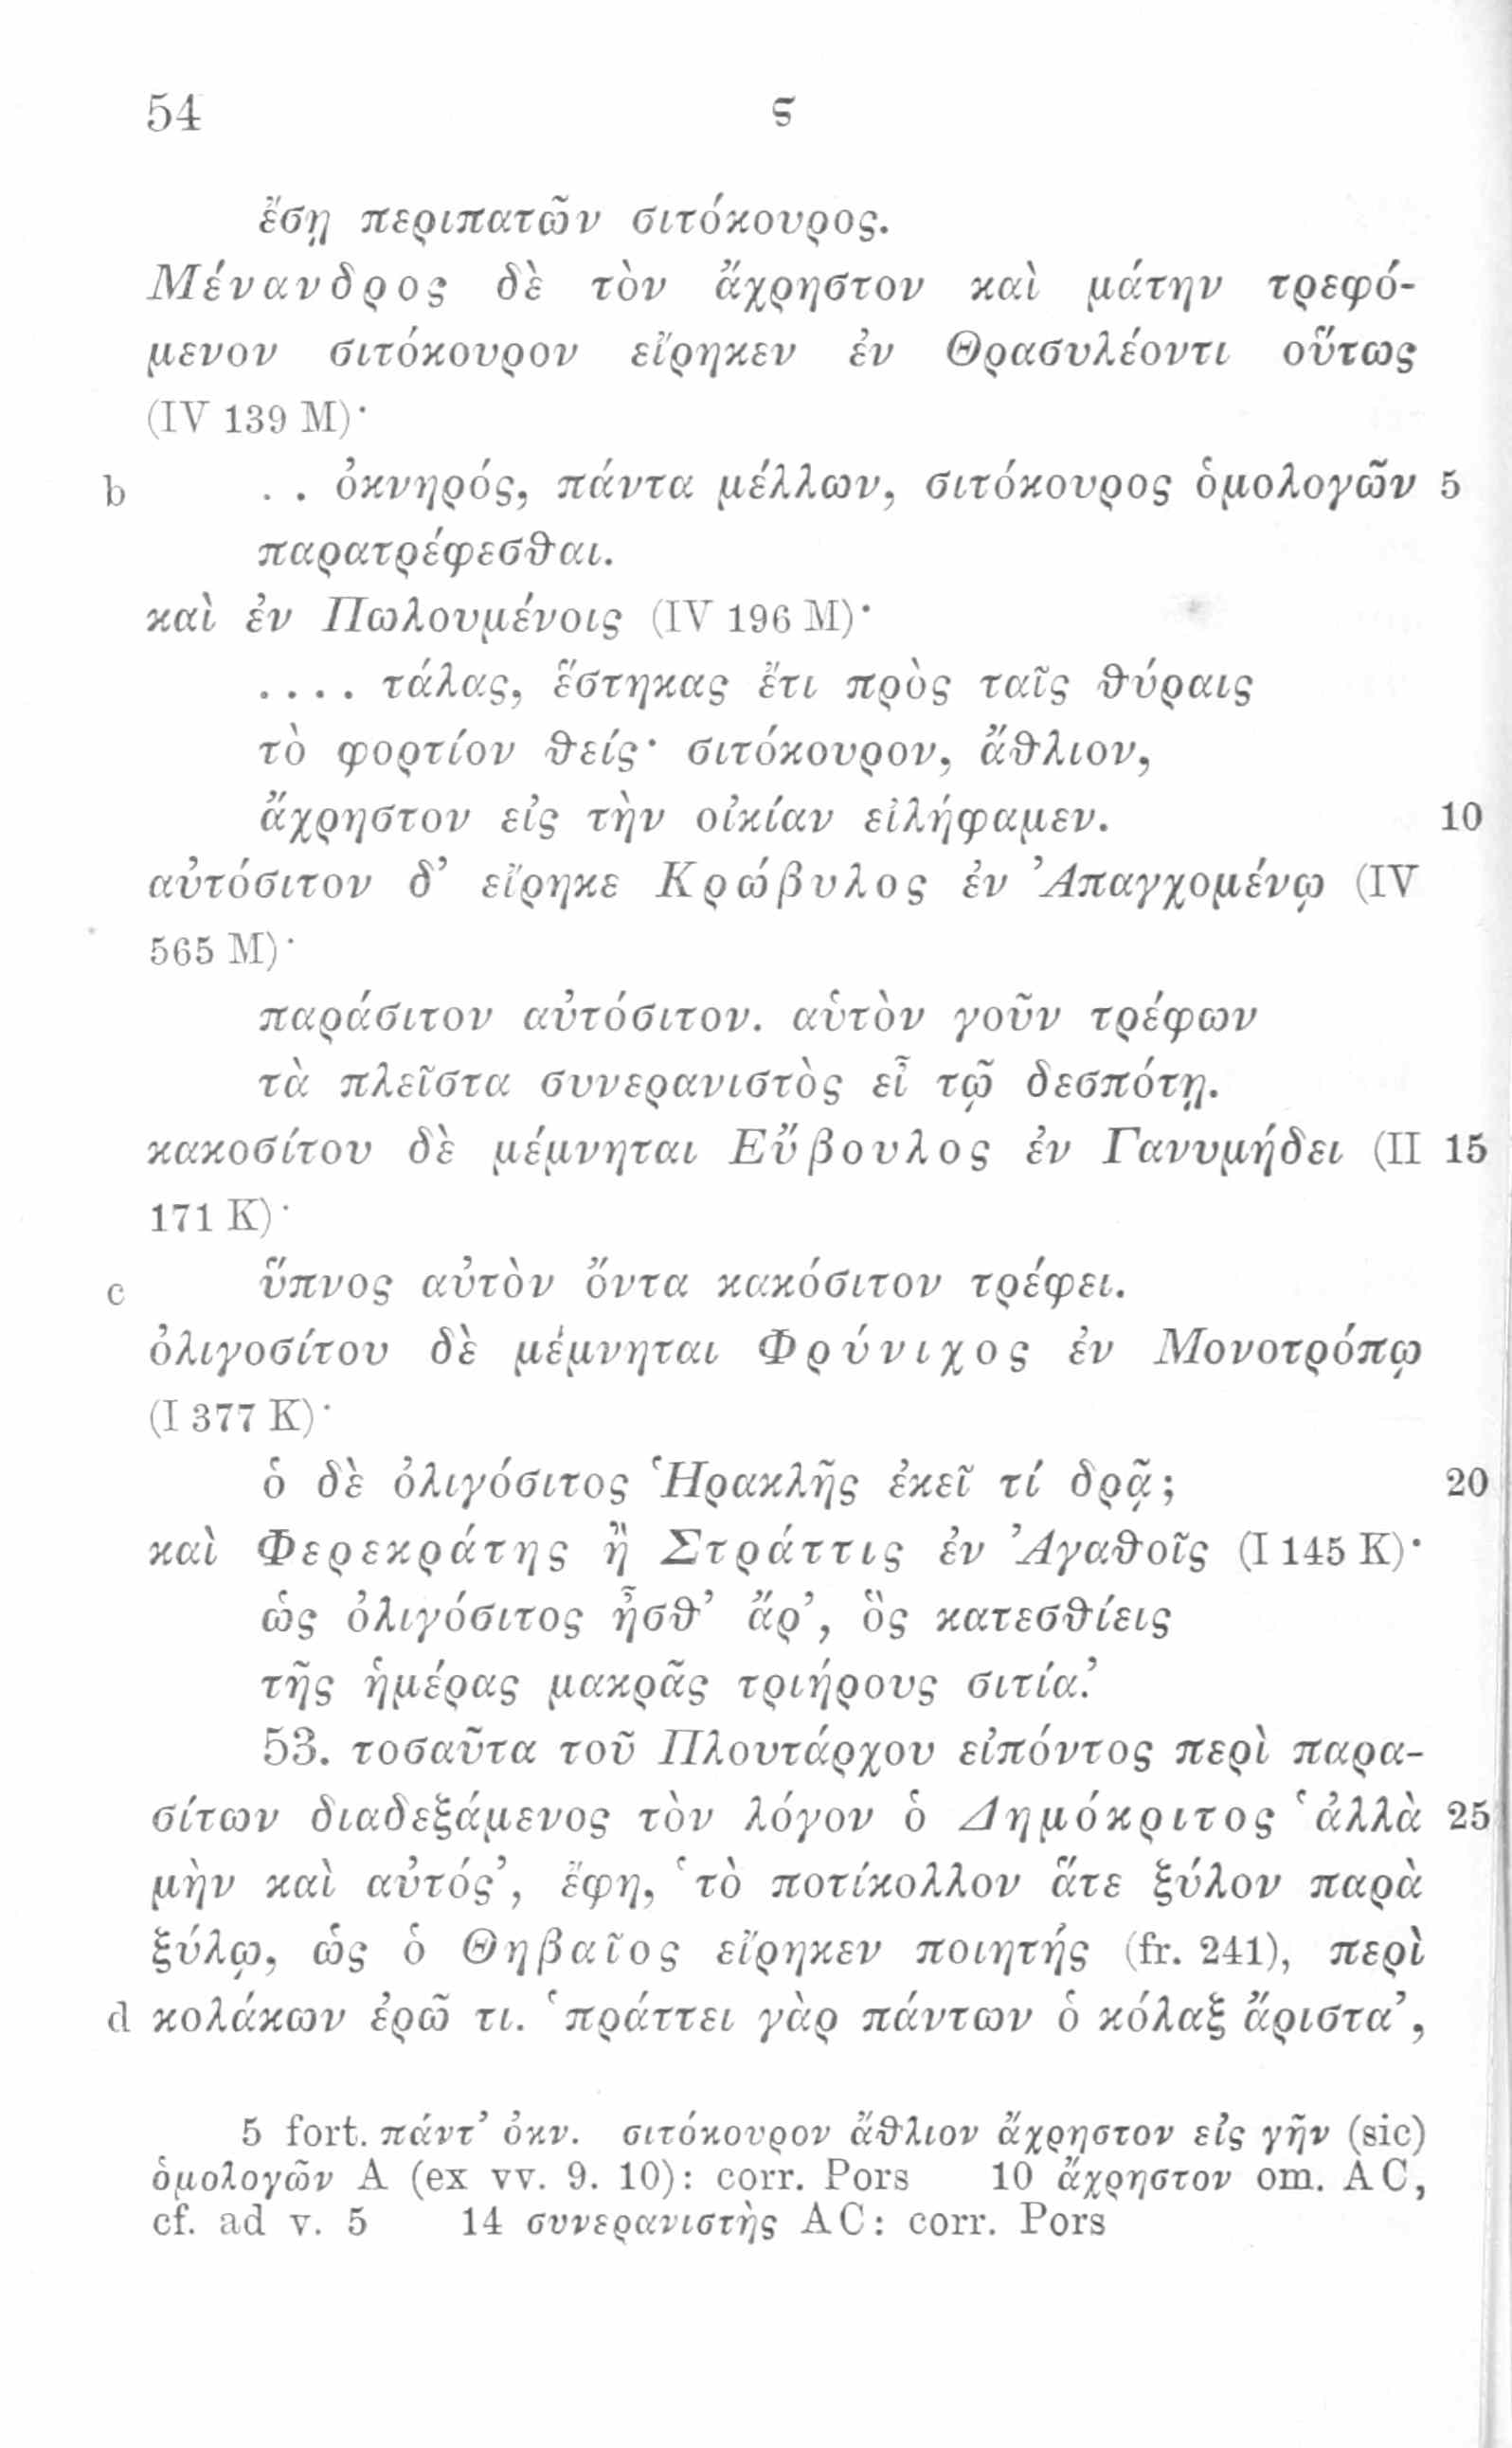 54 ϛ
ἔσῃ περιπατῶν σιτόκουρος.
Μένανδρος δὲ τὸν ἄχρηστον καὶ μάτην τρεφό-
μενον σιτόκουρον εἴρηκεν ἐν Θρασυλέοντι οὕτως
(IV 139 M)·
b . . ὀκνηρός, πάντα μέλλων, σιτόκουρος ὁμολογῶν 5
παρατρέφεσθαι.
καὶ ἐν Πωλουμένοις (IV 196 M)·
. . . . τάλας, ἕστηκας ἔτι πρὸς ταῖς θύραις
τὸ φορτίον θείς· σιτόκουρον, ἄθλιον,
ἄχρηστον εἰς τὴν οἰκίαν εἰλήφαμεν. 10
αὐτόσιτον δ’ εἴρηκε Κρώβυλος ἐν Ἀπαγχομένῳ (IV
565 M)·
παράσιτον αὐτόσιτον. αὑτὸν γοῦν τρέφων
τὰ πλεῖστα συνερανιστὸς εἶ τῷ δεσπότῃ.
κακοσίτου δὲ μέμνηται Εὔβουλος ἐν Γανυμήδει (II 15
171 K)·
c ὕπνος αὐτὸν ὄντα κακόσιτον τρέφει.
ὀλιγοσίτου δὲ μέμνηται Φρύνιχος ἐν Μονοτρόπῳ
(I 377 K)·
ὁ δὲ ὀλιγόσιτος Ἡρακλῆς ἐκεῖ τί δρᾷ; 20
καὶ Φερεκράτης ἢ Στράττις ἐν Ἀγαθοῖς (I 145 K)·
ὡς ὀλιγόσιτος ἦσθ’ ἄρ’, ὃς κατεσθίεις
τῆς ἡμέρας μακρᾶς τριήρους σιτία.’
53. τοσαῦτα τοῦ Πλουτάρχου εἰπόντος περὶ παρα-
σίτων διαδεξάμενος τὸν λόγον ὁ Δημόκριτος ‘ἀλλὰ 25
μὴν καὶ αὐτός’, ἔφη, ‘τὸ ποτίκολλον ἅτε ξύλον παρὰ
ξύλῳ, ὡς ὁ Θηβαῖος εἴρηκεν ποιητής (fr. 241), περὶ
d κολάκων ἐρῶ τι. ‘πράττει γὰρ πάντων ὁ κόλαξ ἄριστα’,
5 fort. πάντ’ ὀκν. σιτόκουρον ἄθλιον ἄχρηστον εἰς γῆν (sic)
ὁμολογῶν A (ex vv. 9. 10): corr. Pors 10 ἄχρηστον om. AC,
cf. ad v. 5 14 συνερανιστὴς AC: corr. Pors